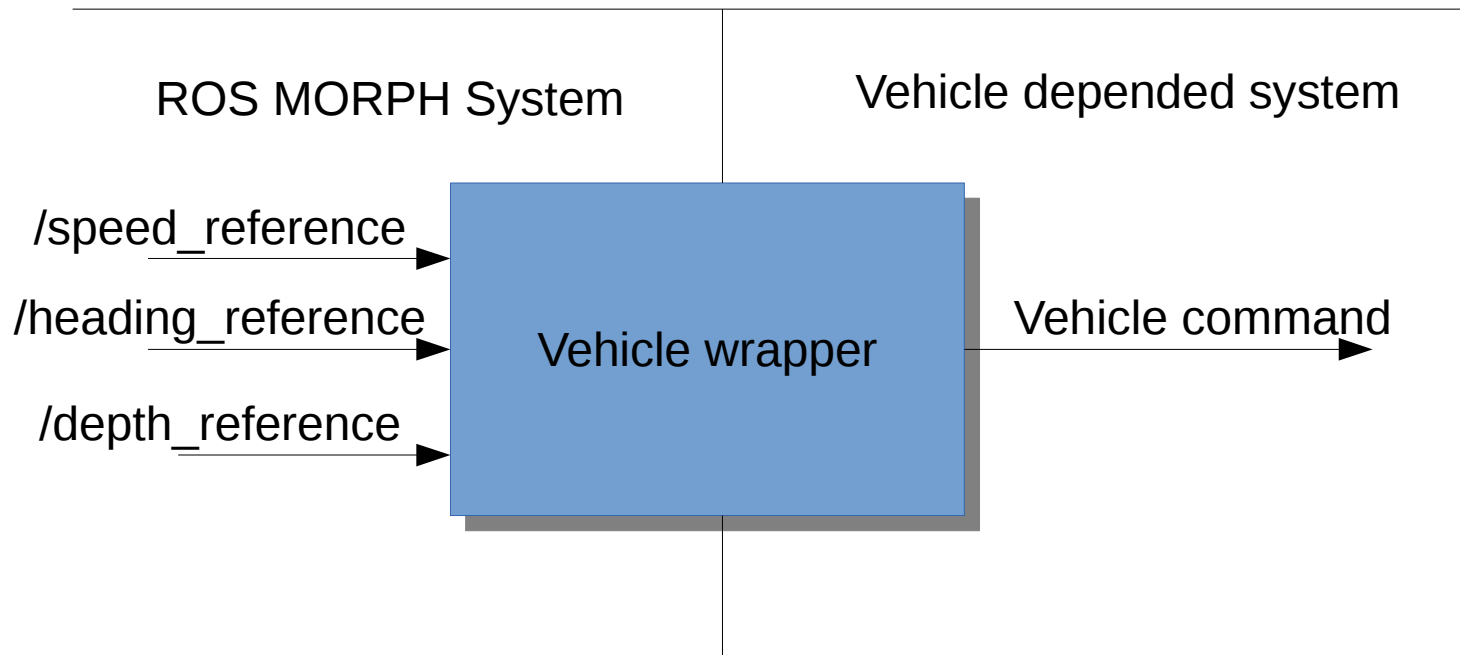 ROS MORPH System
Vehicle depended system
/speed_reference
/heading_reference
/depth_reference
Vehicle wrapper
Vehicle command